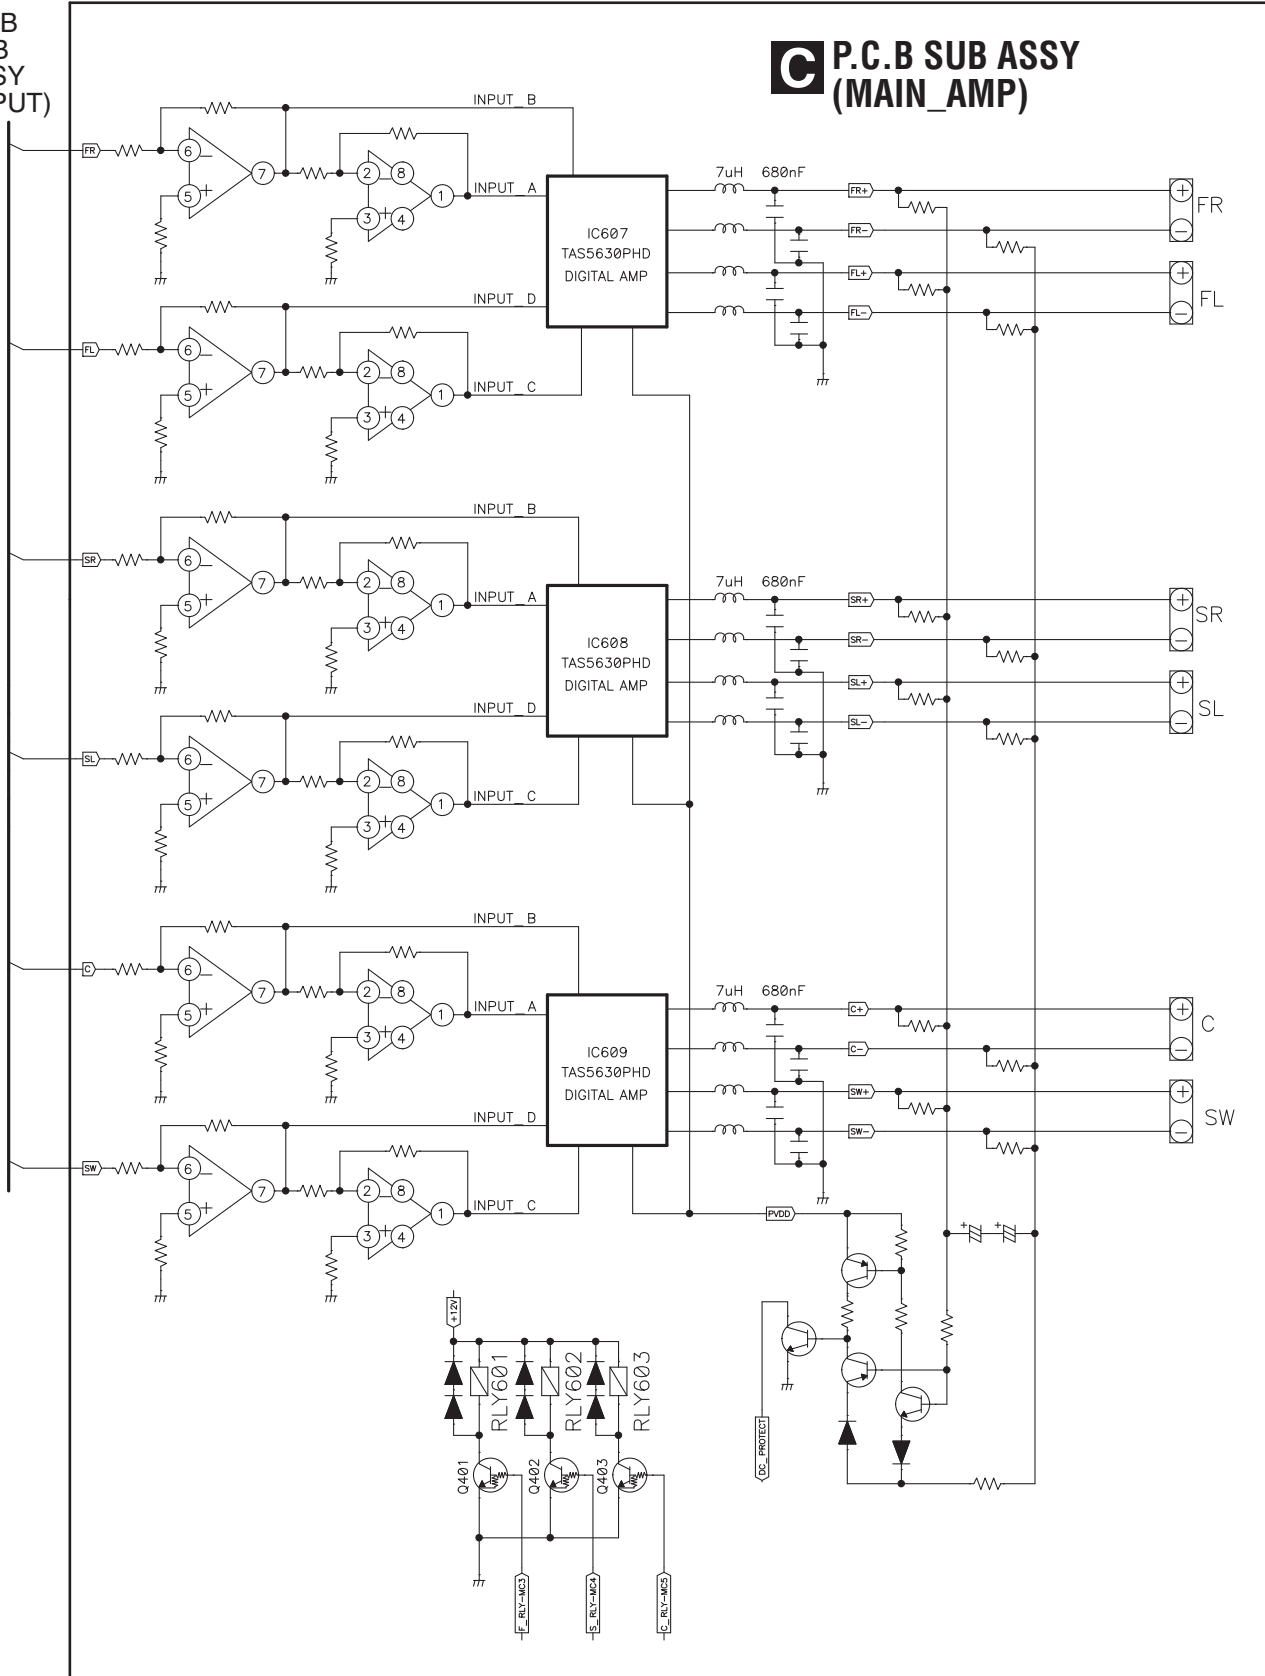 B
B
SY
PUT)
C P.C.B SUB ASSY
(MAIN_AMP)
INPUT_B
FR
6
7
5
2
8
3
4
1
INPUT_A
IC607
TAS5630PHD
DIGITAL AMP
7uH 680nF
FR+
FR-
FL+
FL-
FR
FL
INPUT_D
FL
6
7
5
2
8
3
4
1
INPUT_C
INPUT_B
SR
6
7
5
2
8
3
4
1
INPUT_A
IC608
TAS5630PHD
DIGITAL AMP
7uH 680nF
SR+
SR-
SL+
SL-
SR
SL
INPUT_D
SL
6
7
5
2
8
3
4
1
INPUT_C
INPUT_B
C
6
7
5
2
8
3
4
1
INPUT_A
IC609
TAS5630PHD
DIGITAL AMP
7uH 680nF
C+
C-
SW+
SW-
C
SW
INPUT_D
SW
6
7
5
2
8
3
4
1
INPUT_C
PVDD
+12V
RLY601
RLY602
RLY603
Q401
Q402
Q403
DC_PROTECT
F_RLY-MC3
S_RLY-MC4
C_RLY-MC5